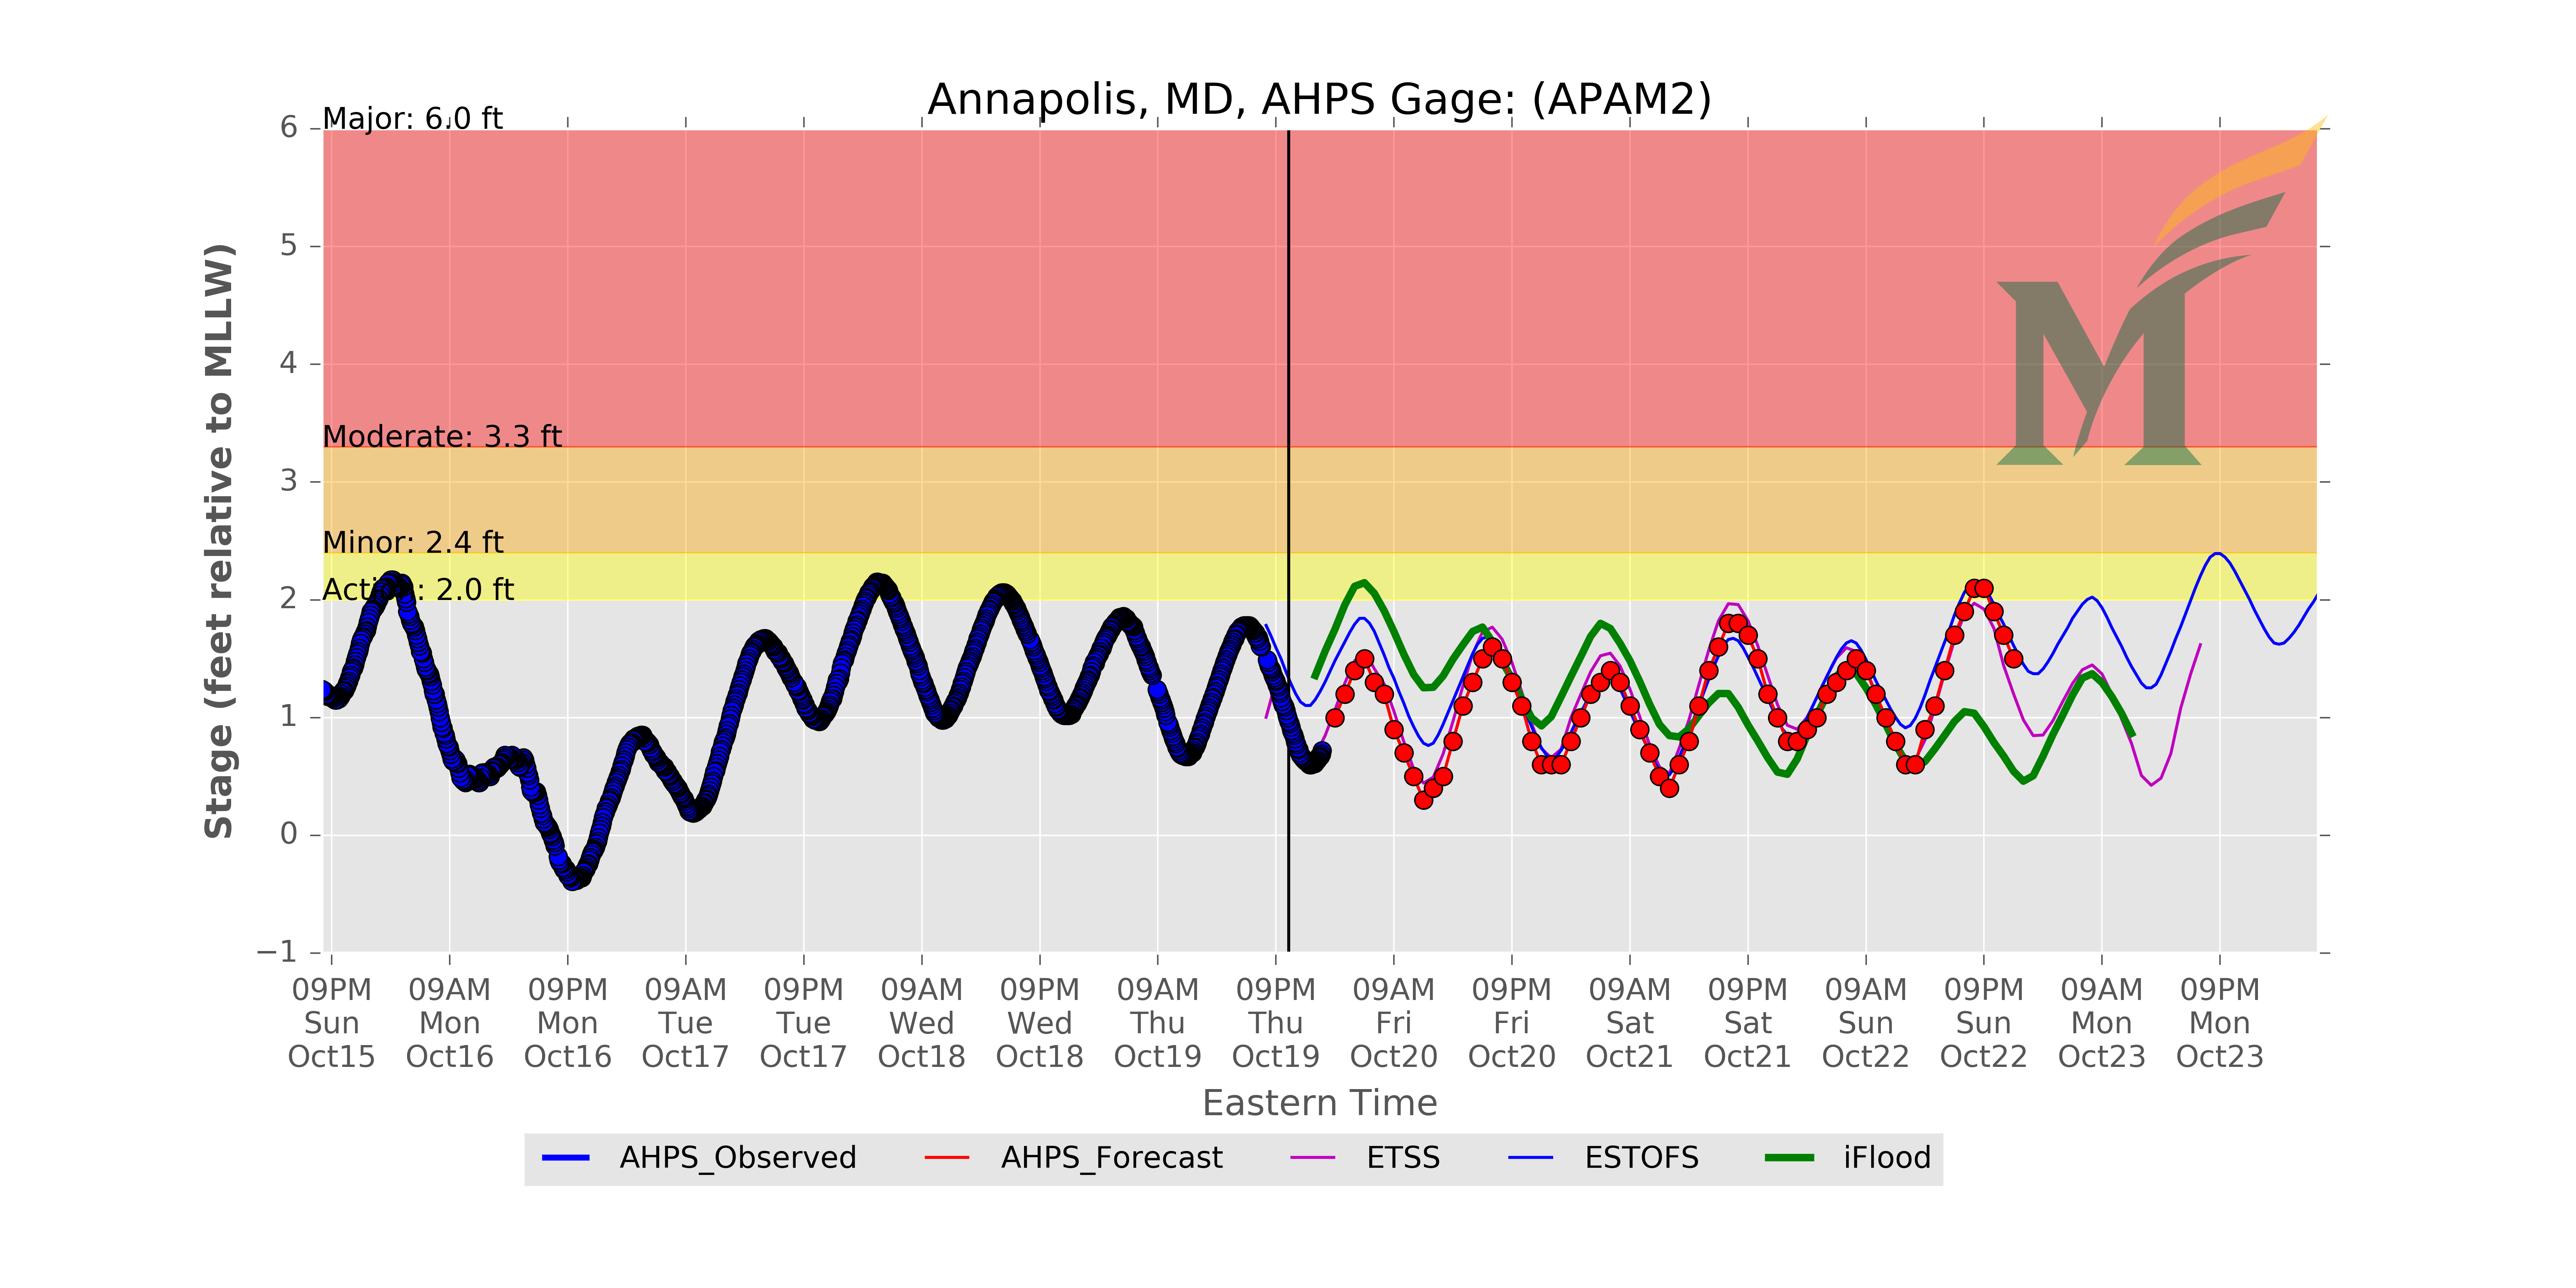 Annapolis, MD, AHPS Gage: (APAM2)
Major: 6.0 ft
Moderate: 3.3 ft
Minor: 2.4 ft
Action: 2.0 ft
Stage (feet relative to MLLW)
6
5
4
3
2
1
0
−1
09PM 09AM 09PM 09AM 09PM 09AM 09PM 09AM 09PM 09AM 09PM 09AM 09PM 09AM 09PM 09AM 09PM
Sun Mon Mon Tue Tue Wed Wed Thu Thu Fri Fri Sat Sat Sun Sun Mon Mon
Oct15 Oct16 Oct16 Oct17 Oct17 Oct18 Oct18 Oct19 Oct19 Oct20 Oct20 Oct21 Oct21 Oct22 Oct22 Oct23 Oct23
Eastern Time
AHPS_Observed AHPS_Forecast ETSS ESTOFS iFlood